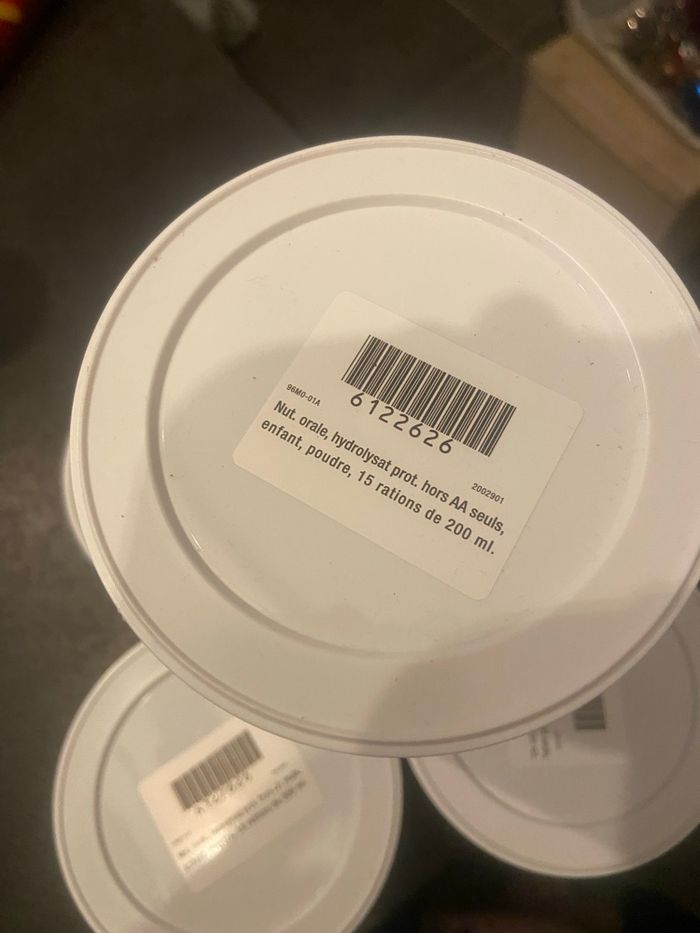 96M0-01A
6122626
2002901
Nut. orale, hydrolysat prot. hors AA seuls,
enfant, poudre, 15 rations de 200 ml.